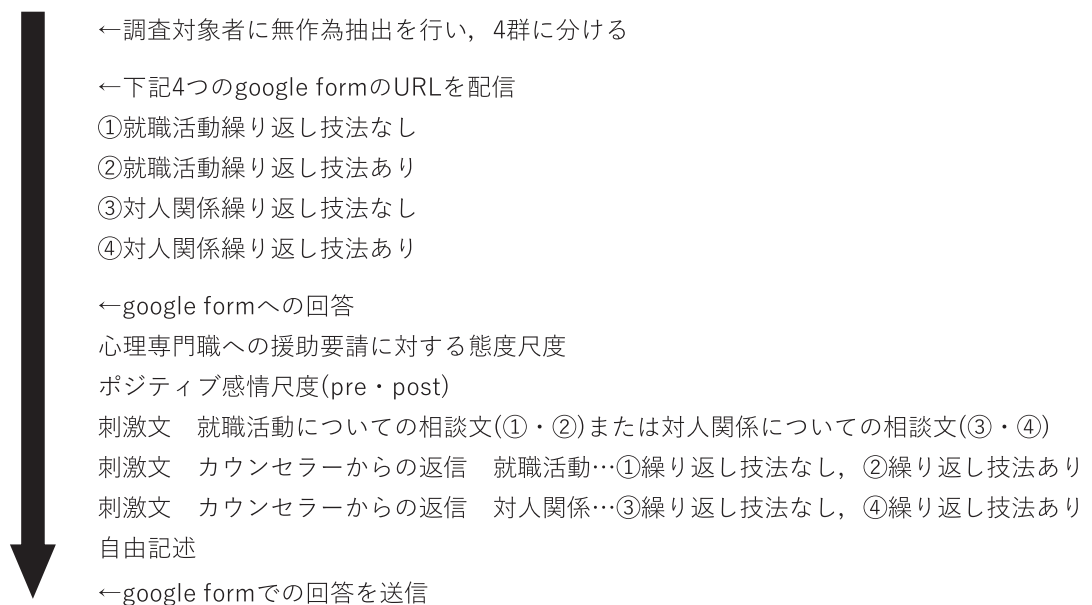 ←調査対象者に無作為抽出を行い，4群に分ける
←下記4つのgoogle formのURLを配信
①就職活動繰り返し技法なし
②就職活動繰り返し技法あり
③対人関係繰り返し技法なし
④対人関係繰り返し技法あり
←google formへの回答
心理専門職への援助要請に対する態度尺度
ポジティブ感情尺度(pre・post)
刺激文　就職活動についての相談文(①・②)または対人関係についての相談文(③・④)
刺激文　カウンセラーからの返信　就職活動…①繰り返し技法なし，②繰り返し技法あり
刺激文　カウンセラーからの返信　対人関係…③繰り返し技法なし，④繰り返し技法あり
自由記述
←google formでの回答を送信